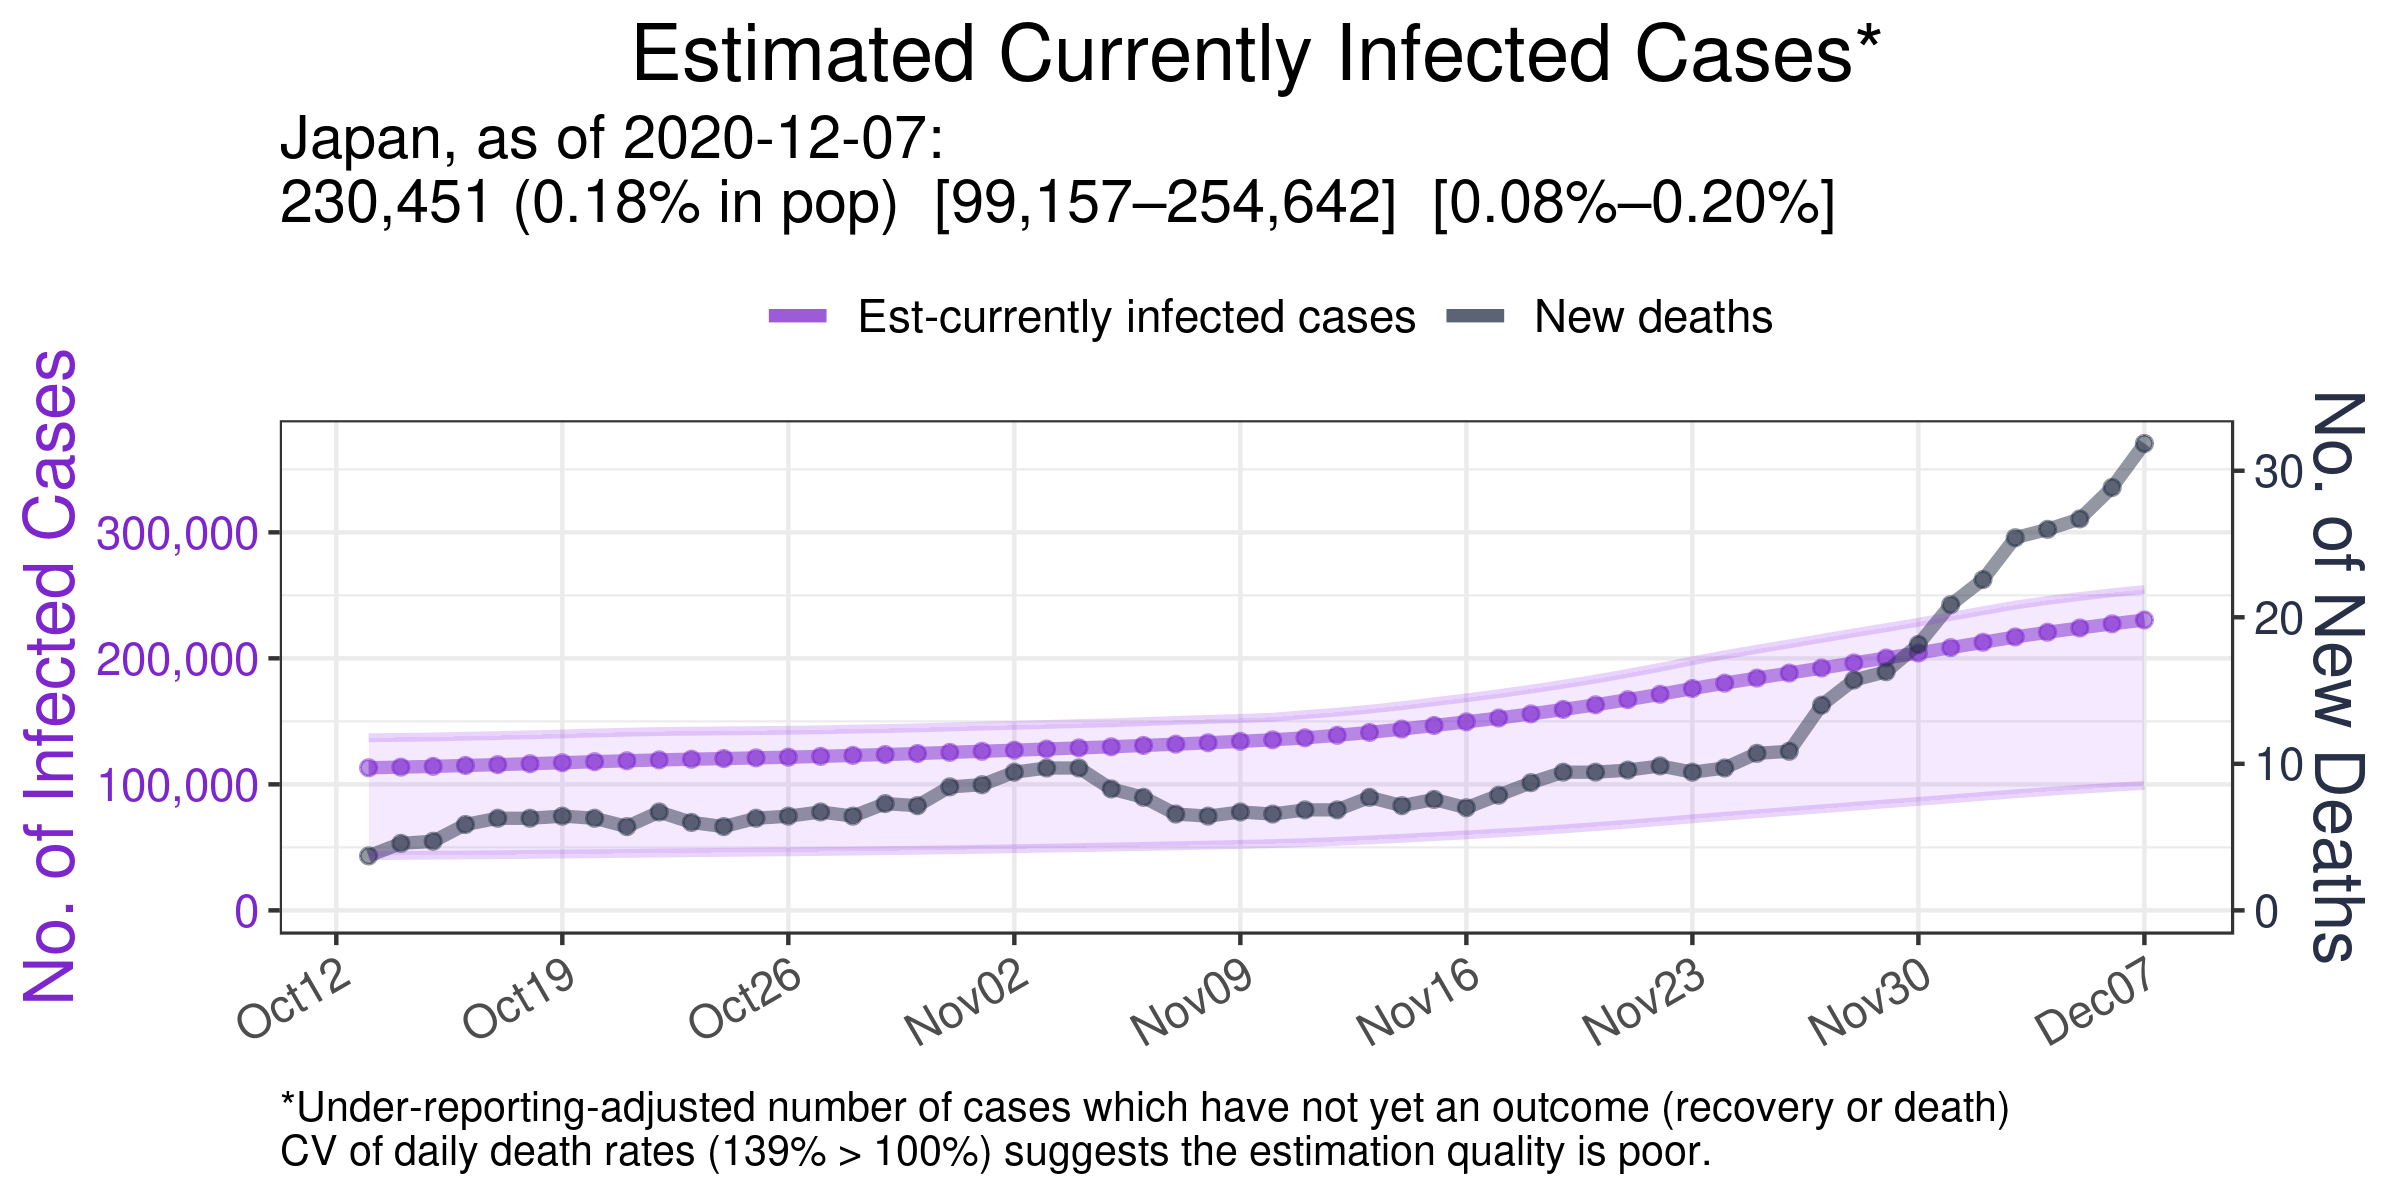 Estimated Currently Infected Cases*
Japan, as of 2020-12-07:
230,451 (0.18% in pop)  [99,157–254,642]  [0.08%–0.20%]
Est-currently infected cases
New deaths
No. of Infected Cases
300,000
200,000
100,000
0
30
20
10
0
No. of New Deaths
Oct12
Oct19
Oct26
Nov02
Nov09
Nov16
Nov23
Nov30
Dec07
*Under-reporting-adjusted number of cases which have not yet an outcome (recovery or death)
CV of daily death rates (139% > 100%) suggests the estimation quality is poor.